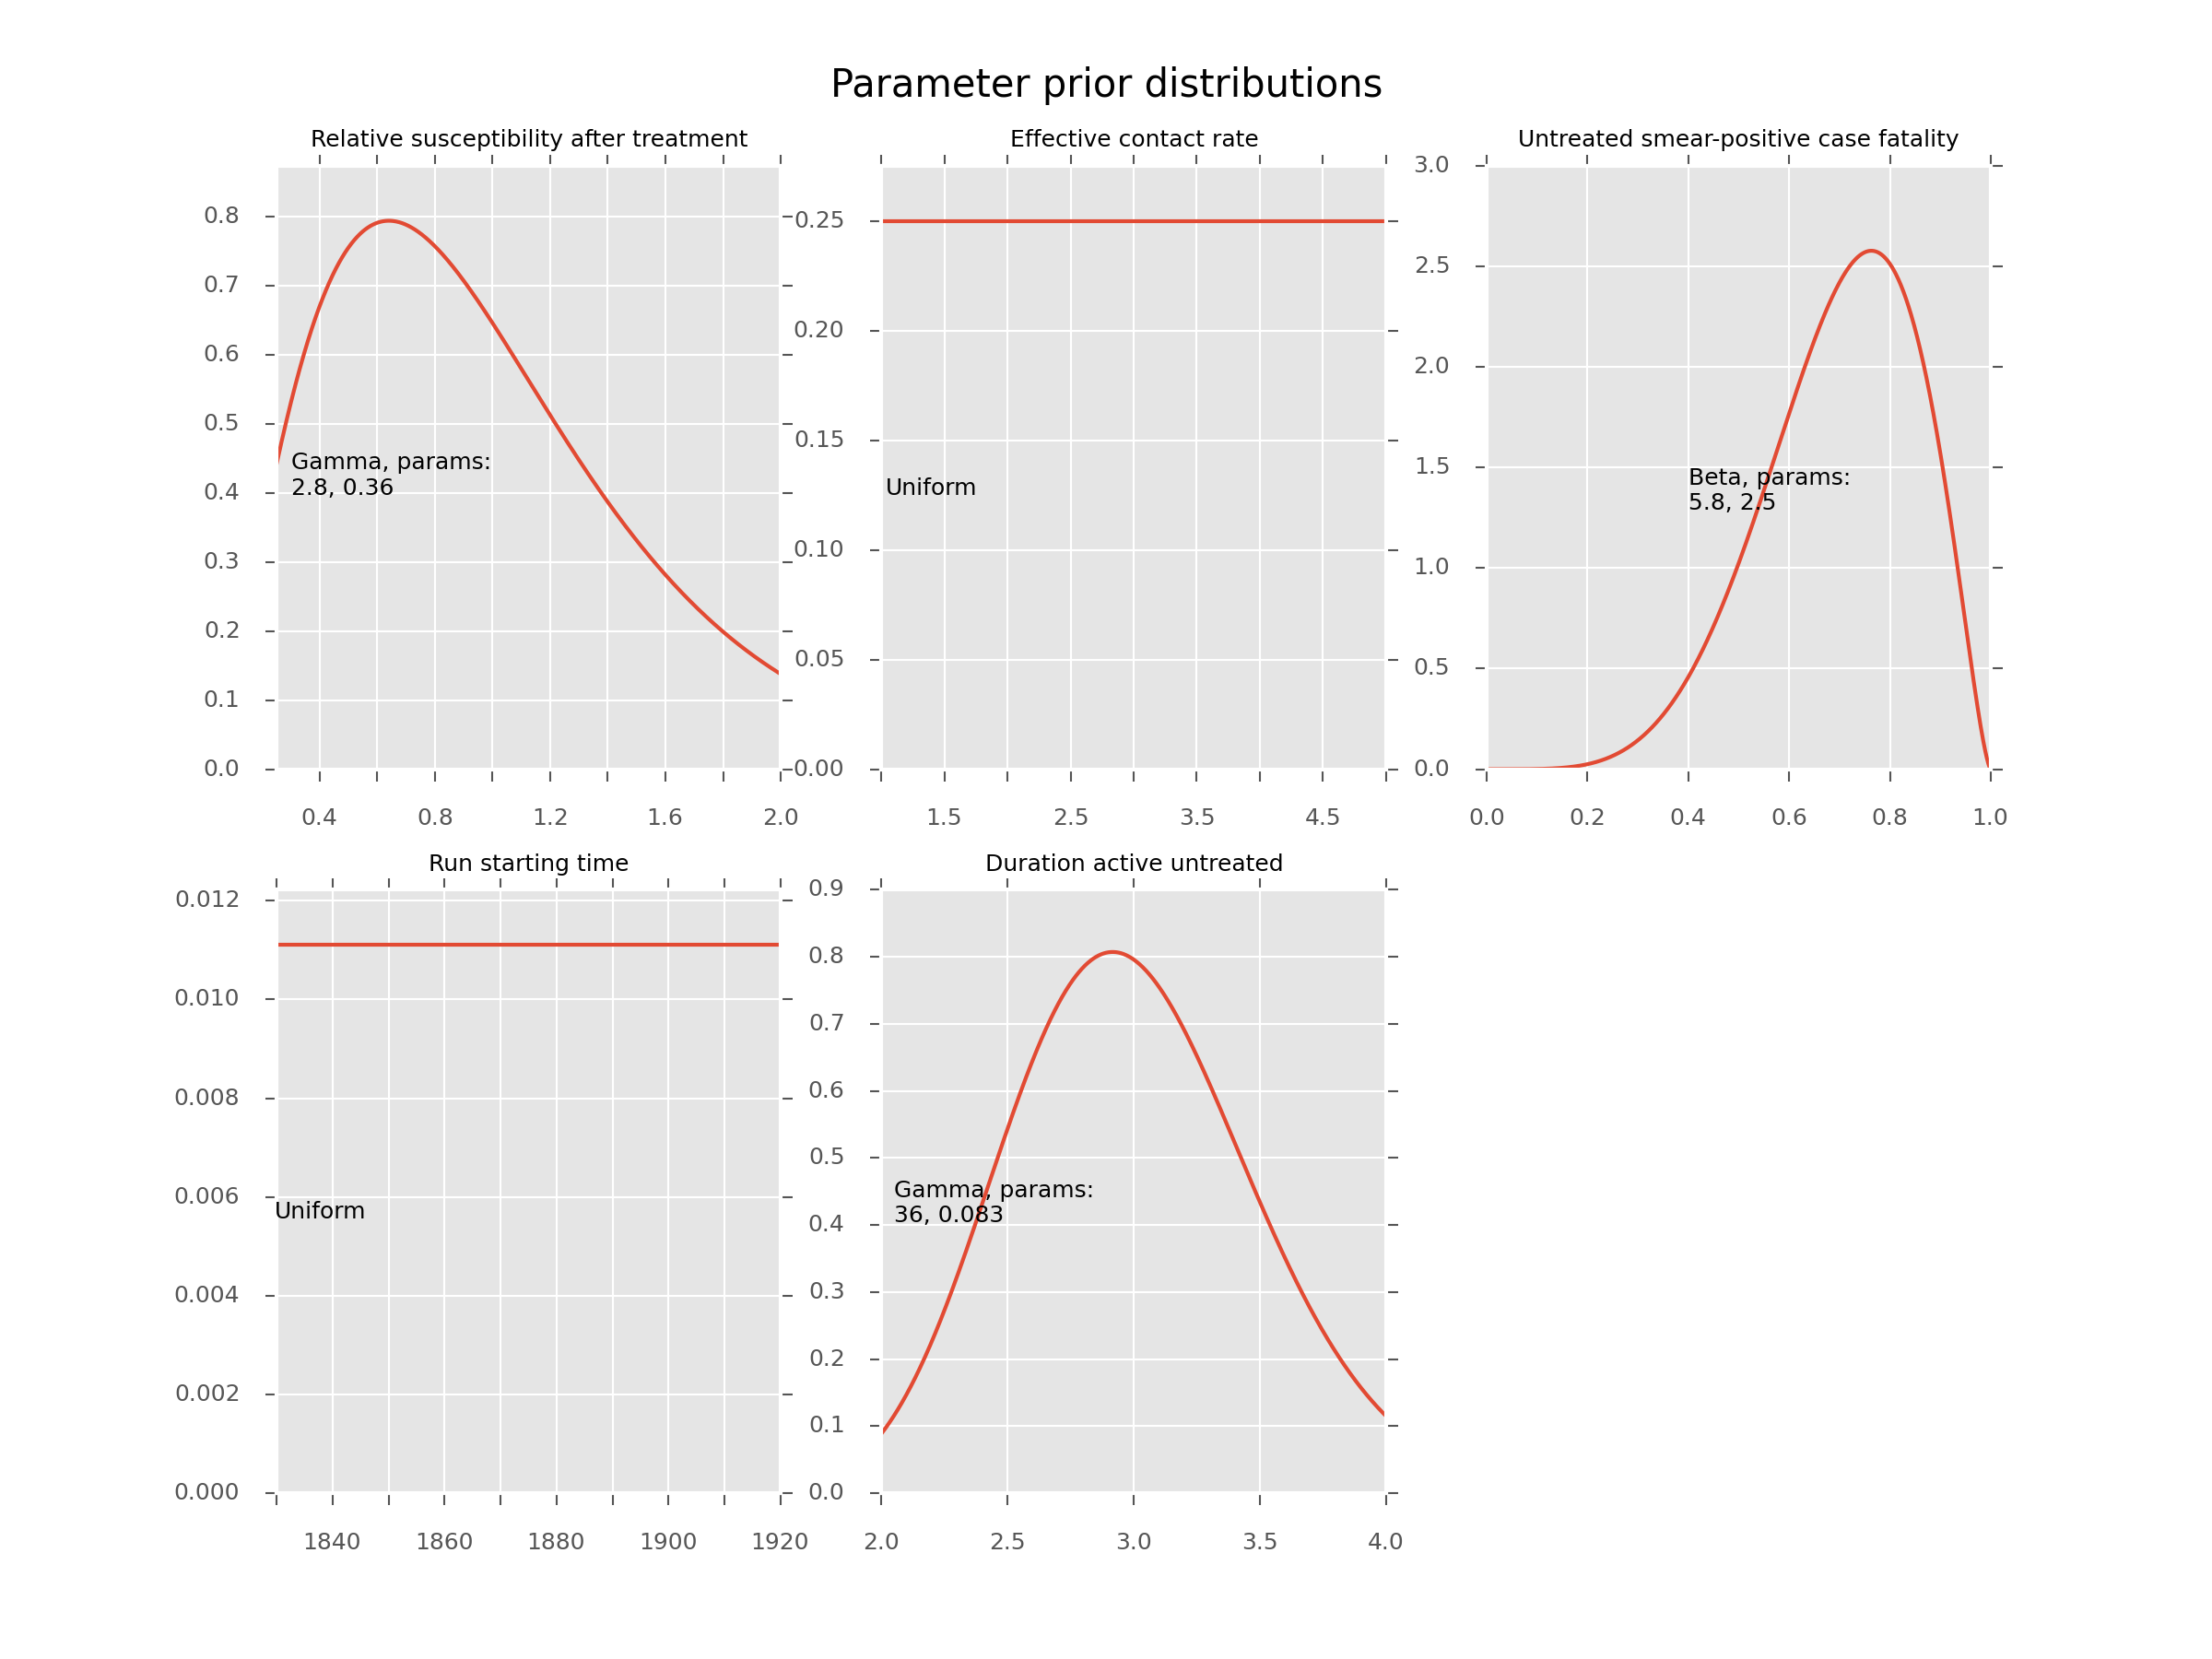 Parameter prior distributions
Relative susceptibility after treatment
0.8
0.7
0.6
0.5
0.4
0.3
0.2
0.1
0.0
Gamma, params:
2.8, 0.36
0.4 0.8 1.2 1.6 2.0
Effective contact rate
0.25
0.20
0.15
0.10
0.05
0.00
Uniform
1.5 2.5 3.5 4.5
Untreated smear-positive case fatality
3.0
2.5
2.0
1.5
1.0
0.5
0.0
Beta, params:
5.8, 2.5
0.0 0.2 0.4 0.6 0.8 1.0
Run starting time
0.012
0.010
0.008
0.006
0.004
0.002
0.000
Uniform
1840 1860 1880 1900 1920
Duration active untreated
0.9
0.8
0.7
0.6
0.5
0.4
0.3
0.2
0.1
0.0
Gamma, params:
36, 0.083
2.0 2.5 3.0 3.5 4.0